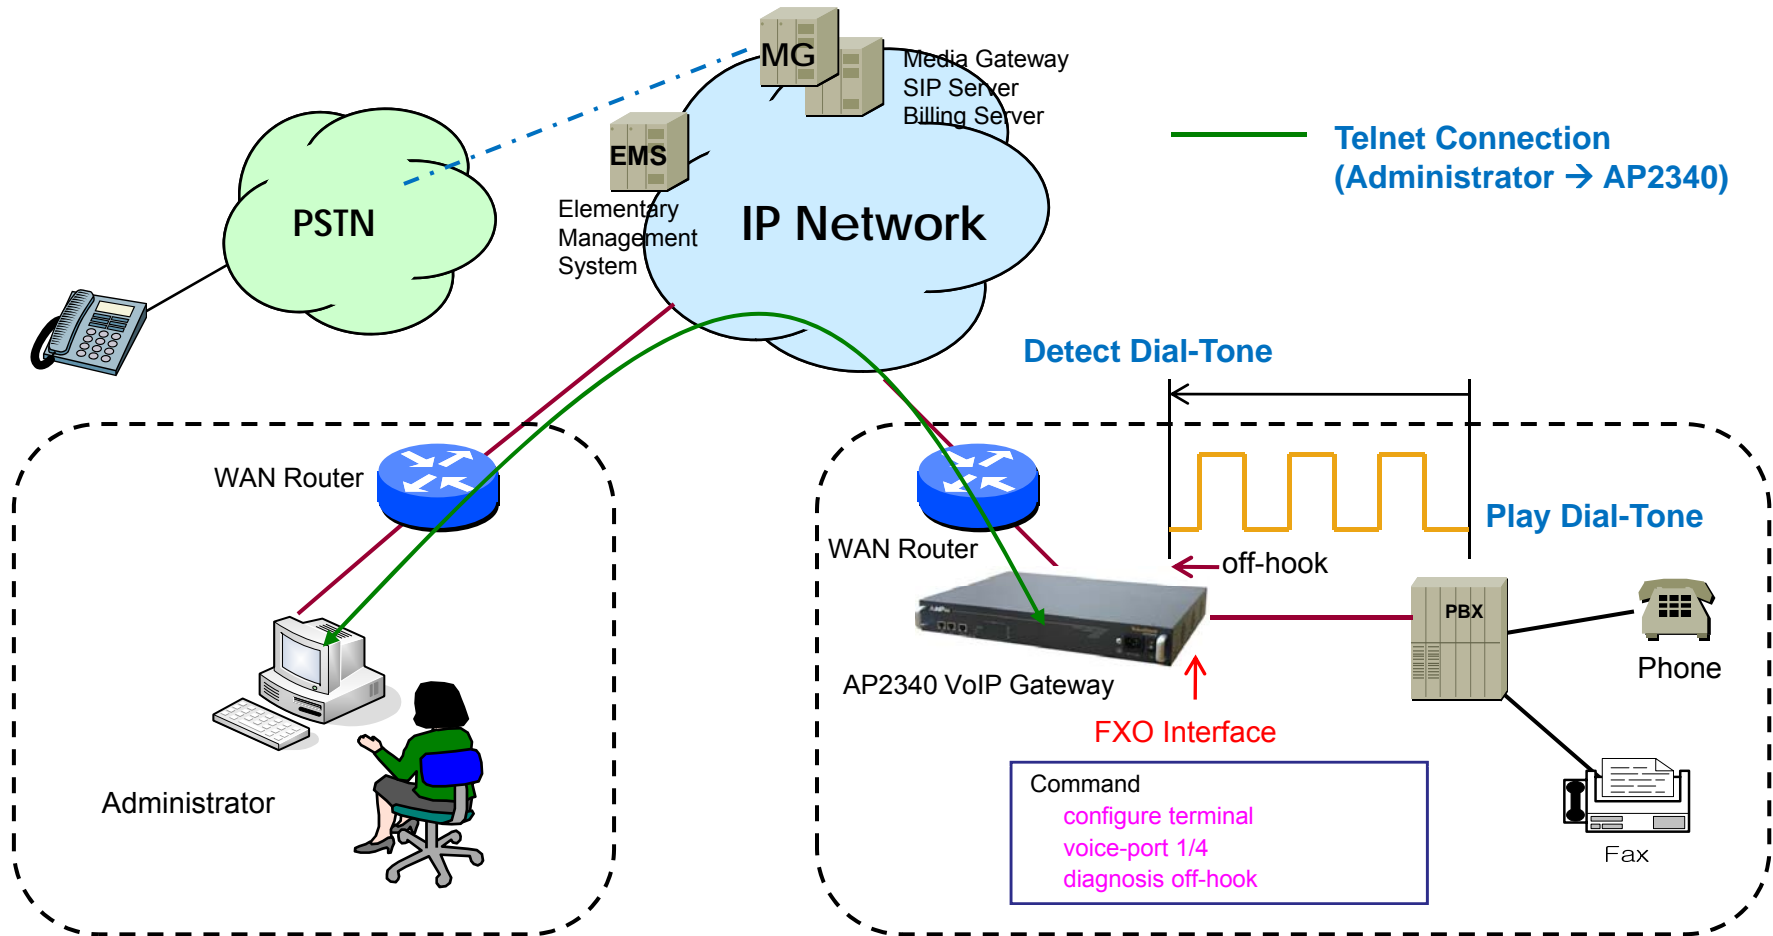 MG
Media Gateway
SIP Server
Billing Server
EMS
Elementary
Management
System
PSTN
IP Network
Telnet Connection
(Administrator → AP2340)
Detect Dial-Tone
Play Dial-Tone
WAN Router
WAN Router
off-hook
PBX
Phone
AP2340 VoIP Gateway
FXO Interface
Administrator
Command
configure terminal
voice-port 1/4
diagnosis off-hook
Fax